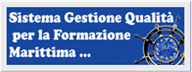 Sistema Gestione Qualità
per la Formazione
Marittima ...